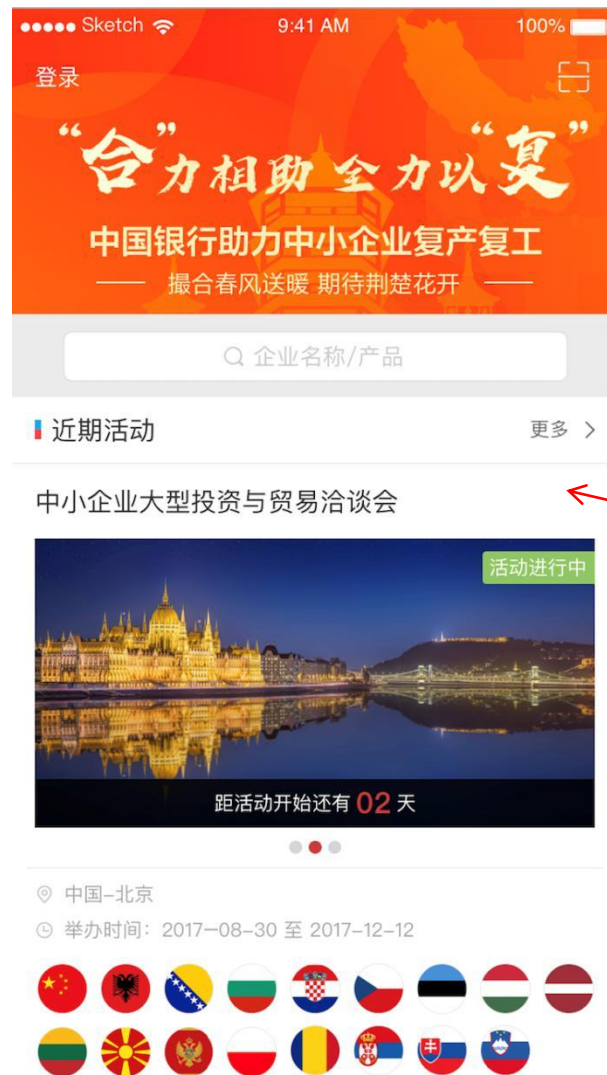 Sketch 9:41 AM 100%
登录
“合”力相助 全力以“复”
中国银行助力中小企业复产复工
撮合春风送暖 期待荆楚花开
企业名称/产品
近期活动 更多
中小企业大型投资与贸易洽谈会
活动进行中
距活动开始还有 02 天
中国-北京
举办时间: 2017-08-30 至 2017-12-12